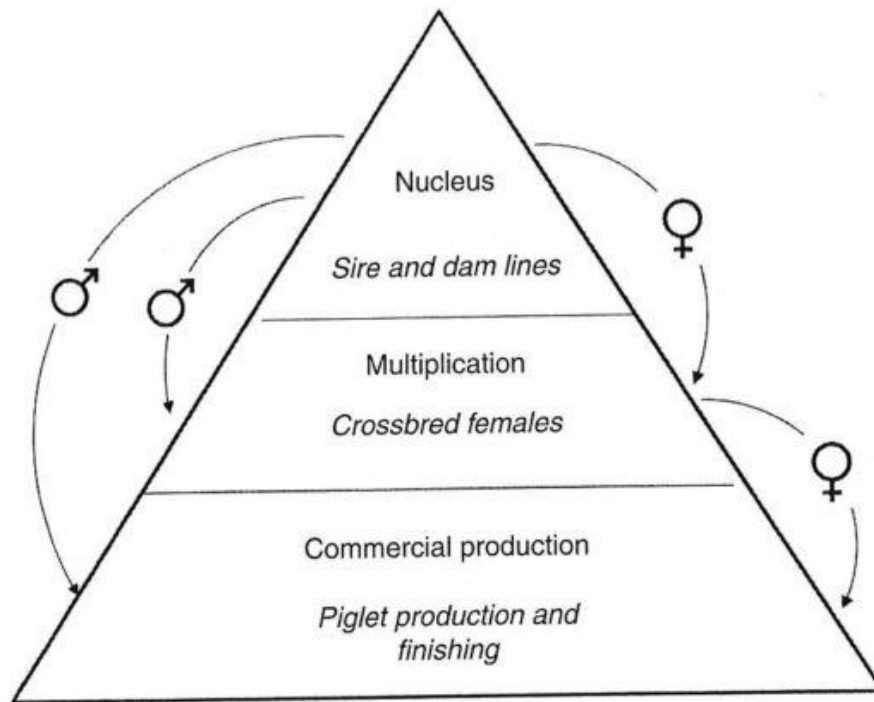 Nucleus
Sire and dam lines
Multiplication
Crossbred females
Commercial production
Piglet production and
finishing